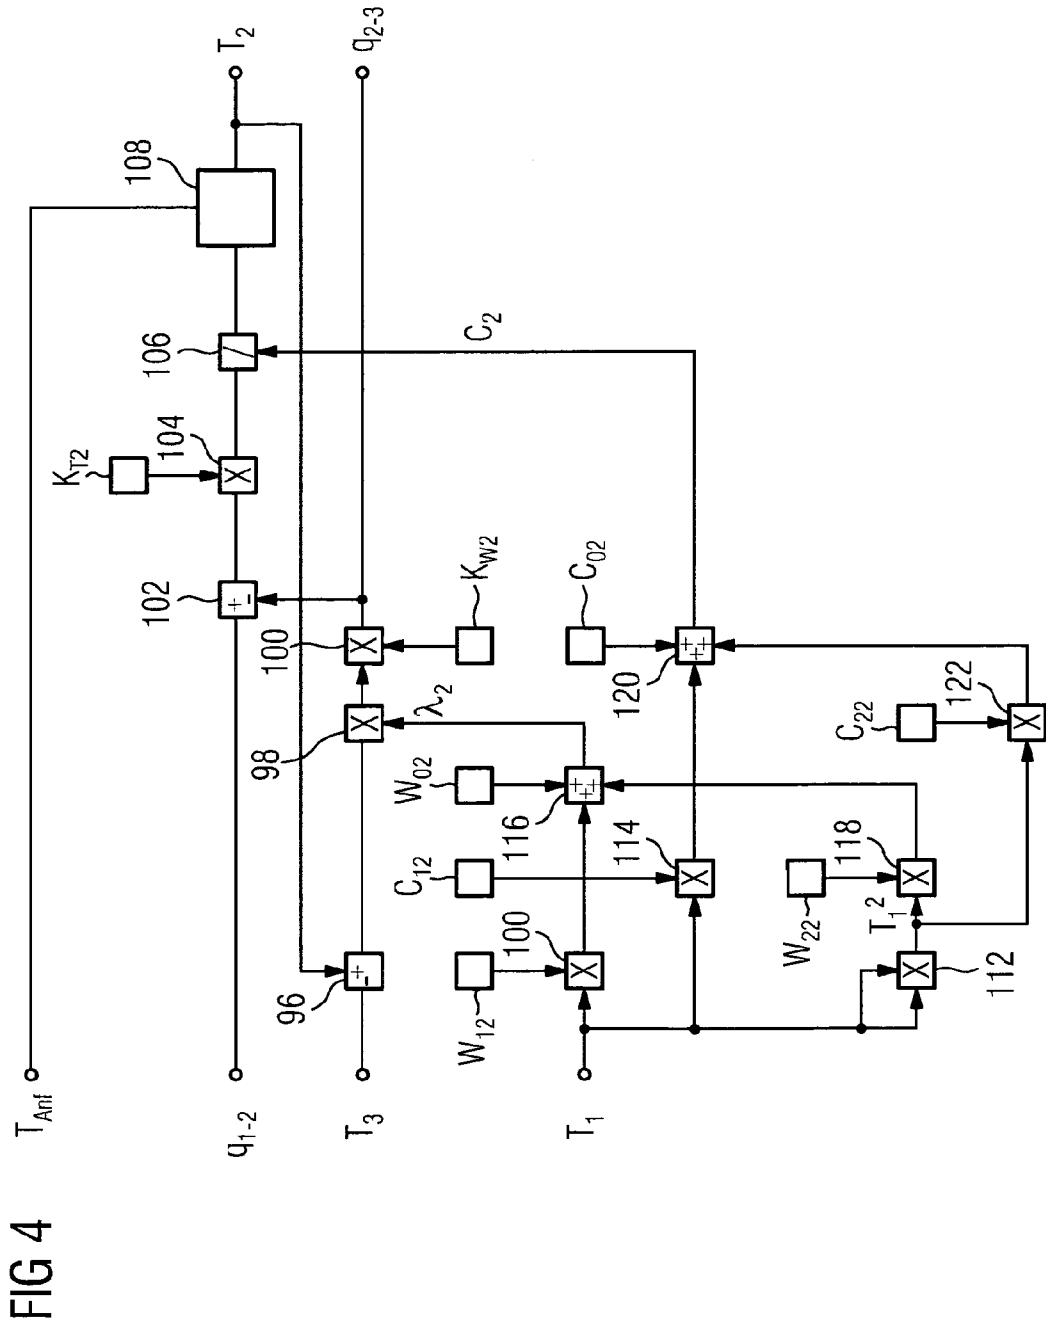 FIG 4
T_Anf
q_1-2
T_3
T_1
T_2
q_2-3
108
106
104
K_T2
102
100
K_W2
98
λ_2
96
C_2
C_02
120
W_02
116
C_12
114
W_12
100
W_22
118
T_1^2
112
C_22
122
X
X
/
X
X
X
X
X
X
X
+
-
+
-
+
+
+
+
+
+